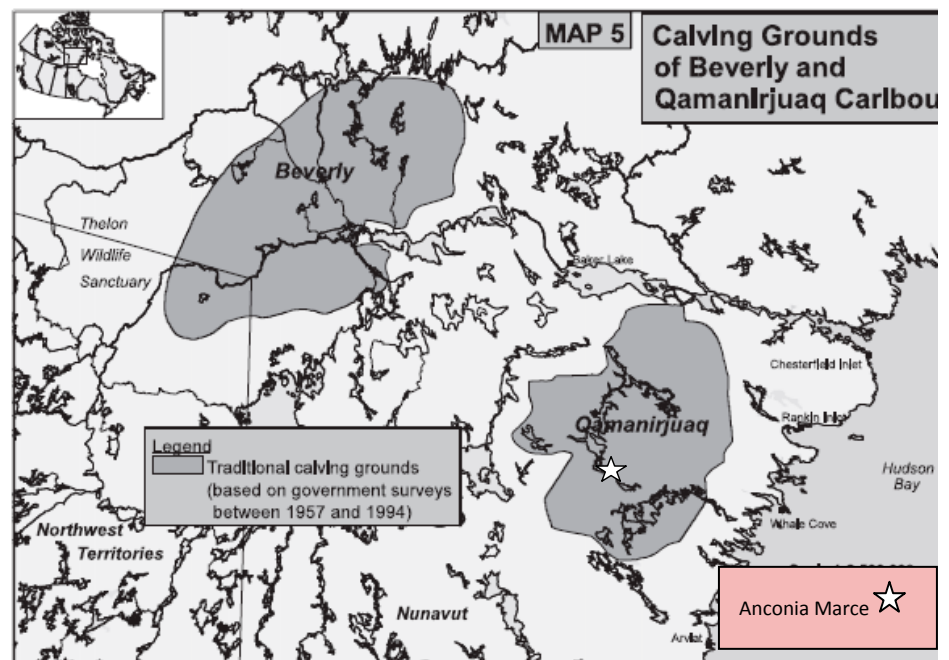 MAP 5
Calving Grounds
of Beverly and
Qamanirjuaq Caribou
Beverly
Thelon
Wildlife
Sanctuary
Baker Lake
Chesterfield Inlet
Rankin Inlet
Qamanirjuaq
Hudson
Bay
Legend
Traditional calving grounds
(based on government surveys
between 1957 and 1994)
Whale Cove
Northwest
Territories
Nunavut
Anconia Marce
Arviat